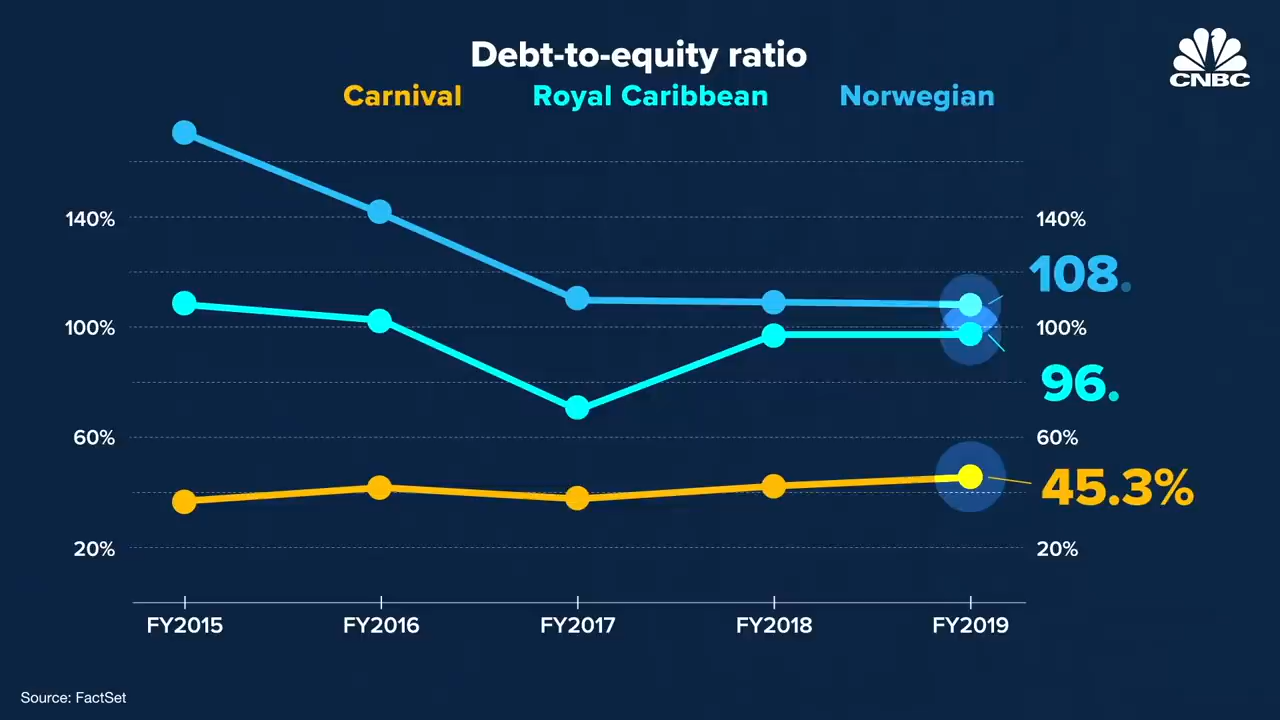 Debt-to-equity ratio
CNBC
Carnival Royal Caribbean Norwegian
140% 140%
108.
100% 100%
96.
60% 60%
45.3%
20% 20%
FY2015 FY2016 FY2017 FY2018 FY2019
Source: FactSet